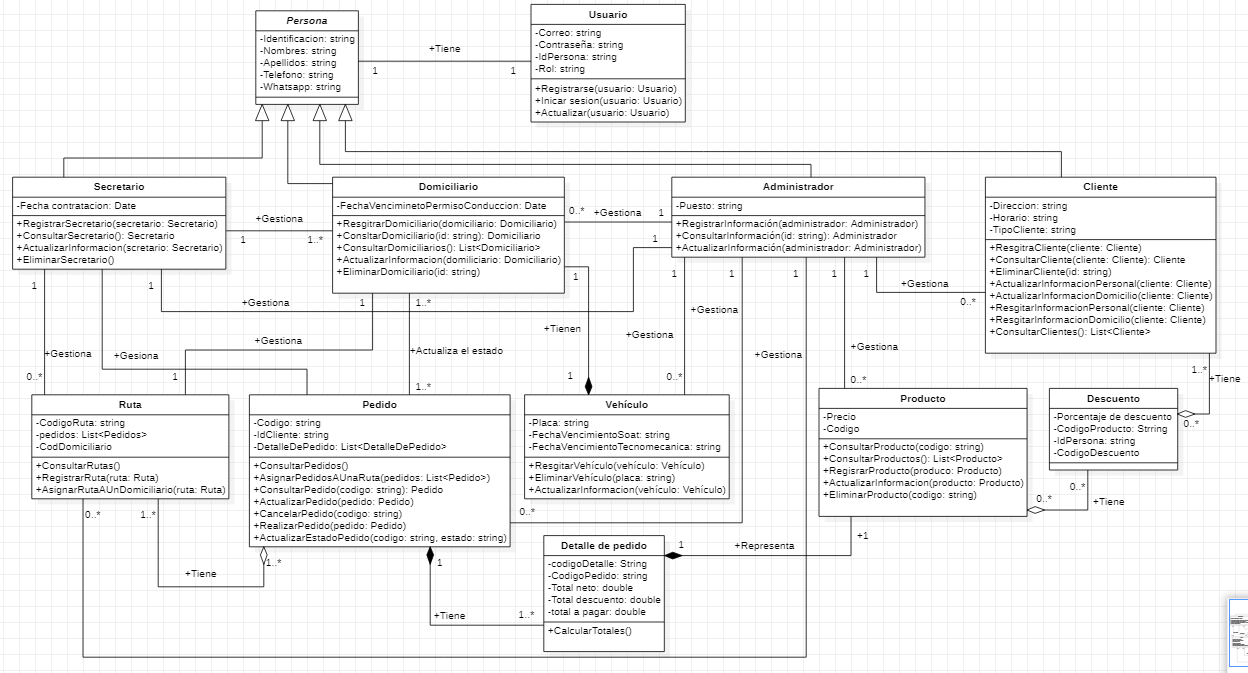 Persona
-Identificacion: string
-Nombres: string
-Apellidos: string
-Telefono: string
-Whatsapp: string
+Tiene
1
1
Usuario
-Correo: string
-Contraseña: string
-IdPersona: string
-Rol: string
+Registrarse(usuario: Usuario)
+Inicar sesion(usuario: Usuario)
+Actualizar(usuario: Usuario)
Secretario
-Fecha contratacion: Date
+RegistrarSecretario(secretario: Secretario)
+ConsultarSecretario(): Secretario
+ActualizarInformacion(scretario: Secretario)
+EliminarSecretario()
+Gestiona
1
1..*
Domiciliario
-FechaVenciminetoPermisoConduccion: Date
+ResgitrarDomiciliario(domiciliario: Domiciliario)
+ConsltarDomiciliario(id: string): Domiciliario
+ConsultarDomiciliarios(): List<Domiciliario>
+ActualizarInformacion(domiliciario: Domiciliario)
+EliminarDomiciliario(id: string)
0..*
+Gestiona
1
Administrador
-Puesto: string
+RegistrarInformación(administrador: Administrador)
+ConsultarInformación(id: string): Administrador
+ActualizarInformación(administrador: Administrador)
Cliente
-Direccion: string
-Horario: string
-TipoCliente: string
+ResgitraCliente(cliente: Cliente)
+ConsultarCliente(cliente: Cliente): Cliente
+EliminarCliente(id: string)
+ActualizarInformacionPersonal(cliente: Cliente)
+ActualizarInformacionDomicilio(cliente: Cliente)
+ResgitarInformacionPersonal(cliente: Cliente)
+ResgitarInformacionDomicilio(cliente: Cliente)
+ConsultarClientes(): List<Cliente>
1
1
1
+Gestiona
1
1..*
1
1
1
1
1
1
+Gestiona
0..*
+Gestiona
+Gesiona
+Gestiona
+Actualiza el estado
+Tienen
+Gestiona
+Gestiona
+Gestiona
+Gestiona
0..*
1
1..*
1
0..*
0..*
1..*
+Tiene
0..*
Ruta
-CodigoRuta: string
-pedidos: List<Pedidos>
-CodDomiciliario
+ConsultarRutas()
+RegistrarRuta(ruta: Ruta)
+AsignarRutaAUnDomiciliario(ruta: Ruta)
Pedido
-Codigo: string
-IdCliente: string
-DetalleDePedido: List<DetalleDePedido>
+ConsultarPedidos()
+AsignarPedidosAUnaRuta(pedidos: List<Pedido>)
+ConsultarPedido(codigo: string): Pedido
+ActualizarPedido(pedido: Pedido)
+CancelarPedido(codigo: string)
+RealizarPedido(pedido: Pedido)
+ActualizarEstadoPedido(codigo: string, estado: string)
Vehículo
-Placa: string
-FechaVencimientoSoat: string
-FechaVencimientoTecnomecanica: string
+ResgitarVehículo(vehículo: Vehículo)
+EliminarVehículo(placa: string)
+ActualizarInformacion(vehículo: Vehículo)
Producto
-Precio
-Codigo
+ConsultarProducto(codigo: string)
+ConsultarProductos(): List<Producto>
+RegisrarProducto(produco: Producto)
+ActualizarInformacion(producto: Producto)
+EliminarProducto(codigo: string)
Descuento
-Porcentaje de descuento
-CodigoProducto: Strring
-IdPersona: string
-CodigoDescuento
0..*
0..*
+Tiene
0..*
1..*
0..*
1..*
+Tiene
1
+Tiene
1..*
Detalle de pedido
-codigoDetalle: String
-CodigoPedido: string
-Total neto: double
-Total descuento: double
-total a pagar: double
+CalcularTotales()
1
+Representa
+1